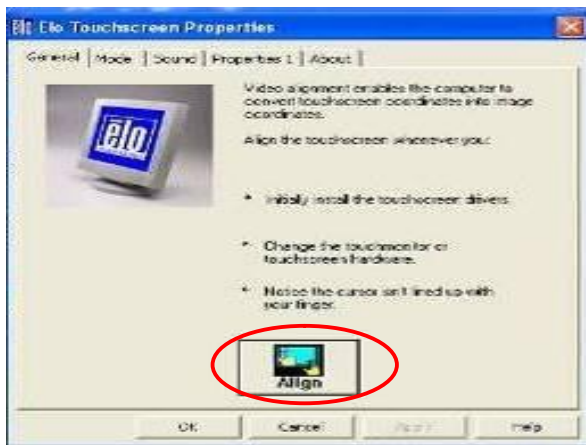 Elo Touchscreen Properties
General Mode Sound Properties 1 About
elo
Video alignment enables the computer to
convert touchscreen coordinates into image
coordinates.
Align the touchscreen whenever you:
* Initially install the touchscreen drivers
* Change the touchmonitor or
touchscreen hardware.
* Notice the cursor isn't lined up with
your finger.
Align
OK Cancel Apply Help